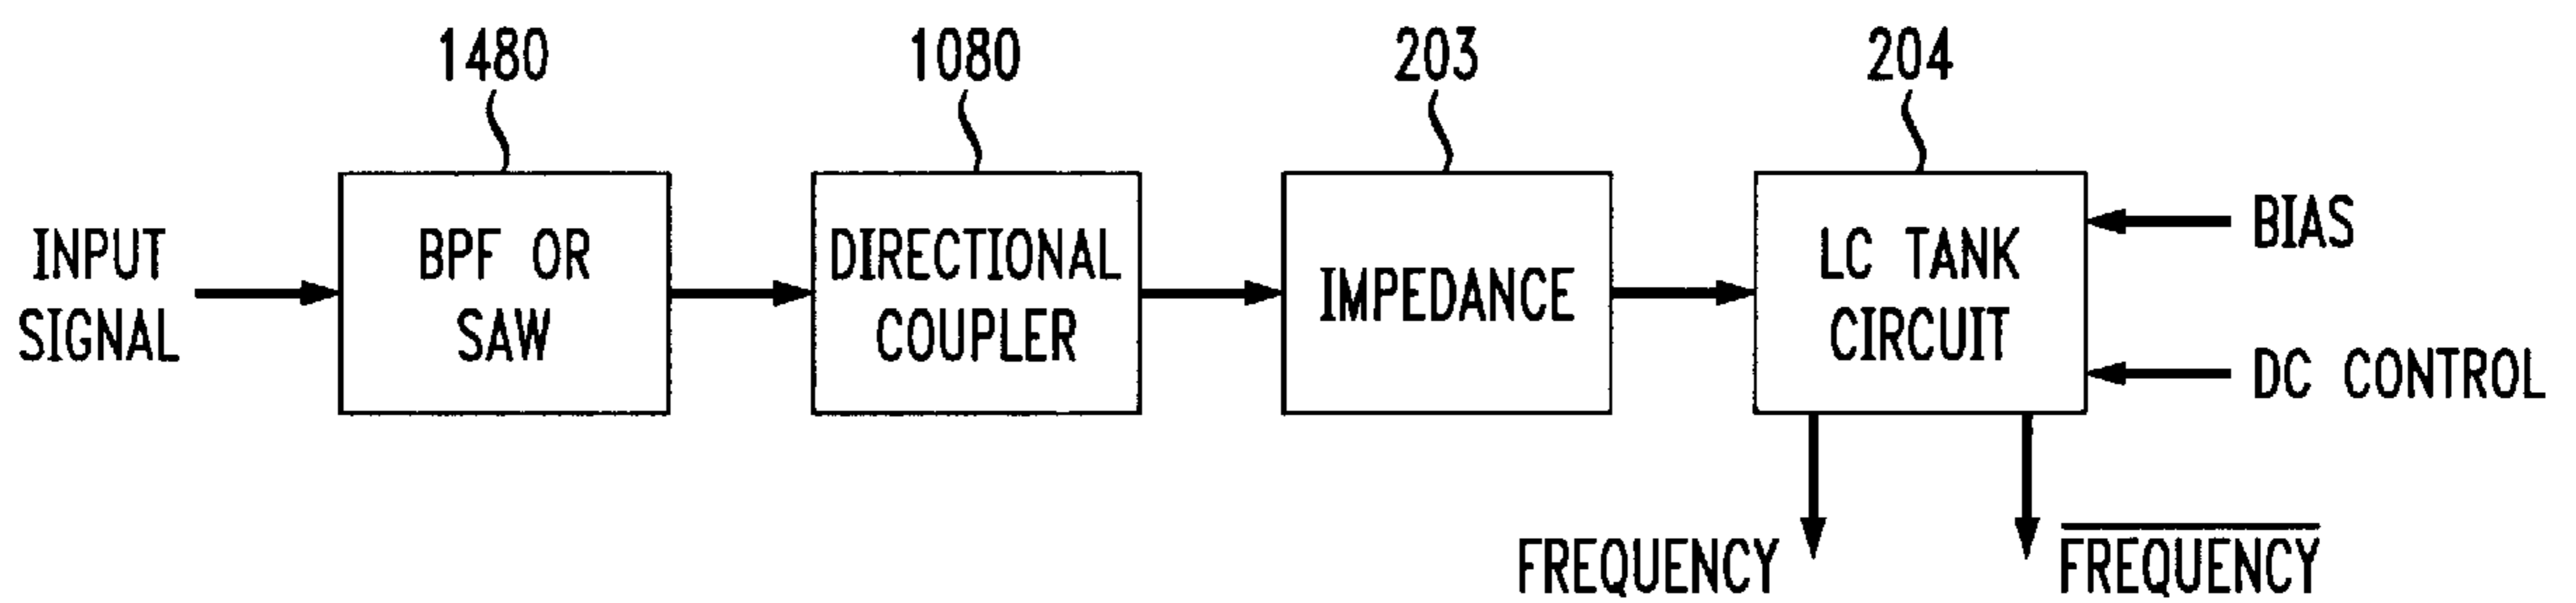 1480
1080
203
204
INPUT
SIGNAL
BPF OR
SAW
DIRECTIONAL
COUPLER
IMPEDANCE
LC TANK
CIRCUIT
BIAS
DC CONTROL
FREQUENCY
FREQUENCY